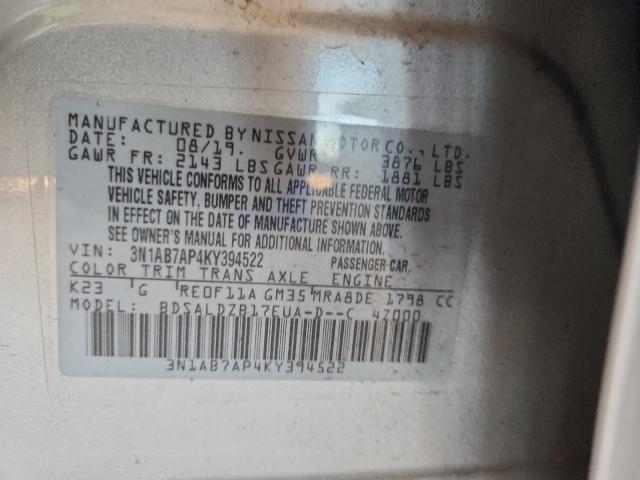 MANUFACTURED BY NISSAN MOTOR CO., LTD.
DATE: 08/19 GVWR 3876 LBS
GAWR FR: 2143 LBS GAWR RR: 1881 LBS
THIS VEHICLE CONFORMS TO ALL APPLICABLE FEDERAL MOTOR
VEHICLE SAFETY, BUMPER AND THEFT PREVENTION STANDARDS
IN EFFECT ON THE DATE OF MANUFACTURE SHOWN ABOVE.
SEE OWNER'S MANUAL FOR ADDITIONAL INFORMATION.
VIN: 3N1AB7AP4KY394522 PASSENGER CAR.
COLOR TRIM TRANS AXLE ENGINE
K23 G RE0F11A GM35 MRA8DE 1798 CC
MODEL: BDSALDZB17EUA-D--C 4Z000
3N1AB7AP4KY394522